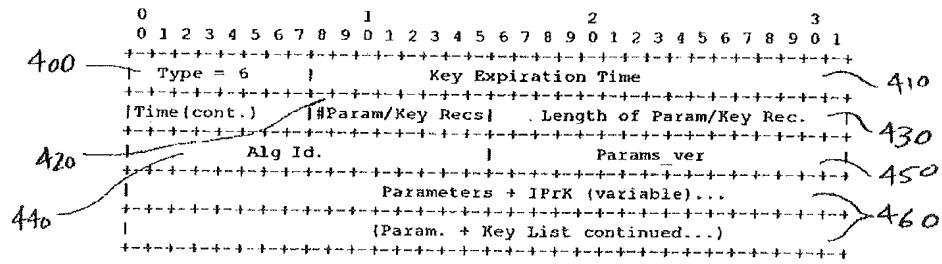 0 1 2 3
0 1 2 3 4 5 6 7 8 9 0 1 2 3 4 5 6 7 8 9 0 1 2 3 4 5 6 7 8 9 0 1
+-+-+-+-+-+-+-+-+-+-+-+-+-+-+-+-+-+-+-+-+-+-+-+-+-+-+-+-+-+-+-+-+
400 | Type = 6 | Key Expiration Time | 410
+-+-+-+-+-+-+-+-+-+-+-+-+-+-+-+-+-+-+-+-+-+-+-+-+-+-+-+-+-+-+-+-+
|Time(cont.) |#Param/Key Recs| Length of Param/Key Rec. | 430
+-+-+-+-+-+-+-+-+-+-+-+-+-+-+-+-+-+-+-+-+-+-+-+-+-+-+-+-+-+-+-+-+
420 | Alg Id. | Params_ver | 450
+-+-+-+-+-+-+-+-+-+-+-+-+-+-+-+-+-+-+-+-+-+-+-+-+-+-+-+-+-+-+-+-+
440 | Parameters + IPrK (variable)... | 460
+-+-+-+-+-+-+-+-+-+-+-+-+-+-+-+-+-+-+-+-+-+-+-+-+-+-+-+-+-+-+-+-+
| (Param. + Key List continued...) |
+-+-+-+-+-+-+-+-+-+-+-+-+-+-+-+-+-+-+-+-+-+-+-+-+-+-+-+-+-+-+-+-+